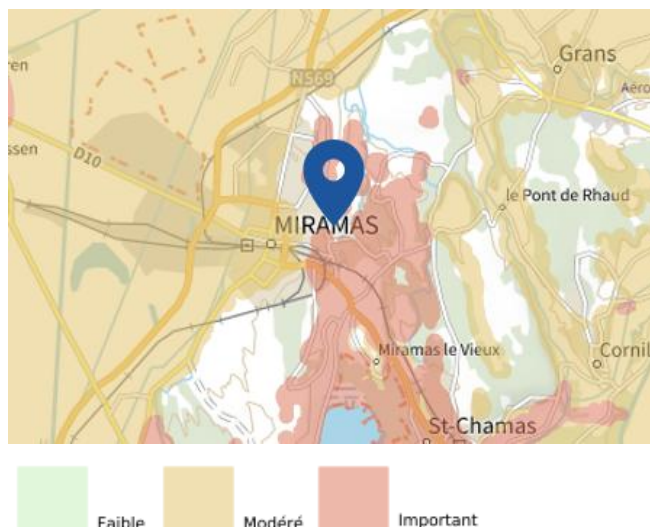 Grans
ren
N569
Aéro
ssen
D10
le Pont de Rhaud
MIRAMAS
Miramas le Vieux
Cornil
St-Chamas
Faible
Modéré
Important